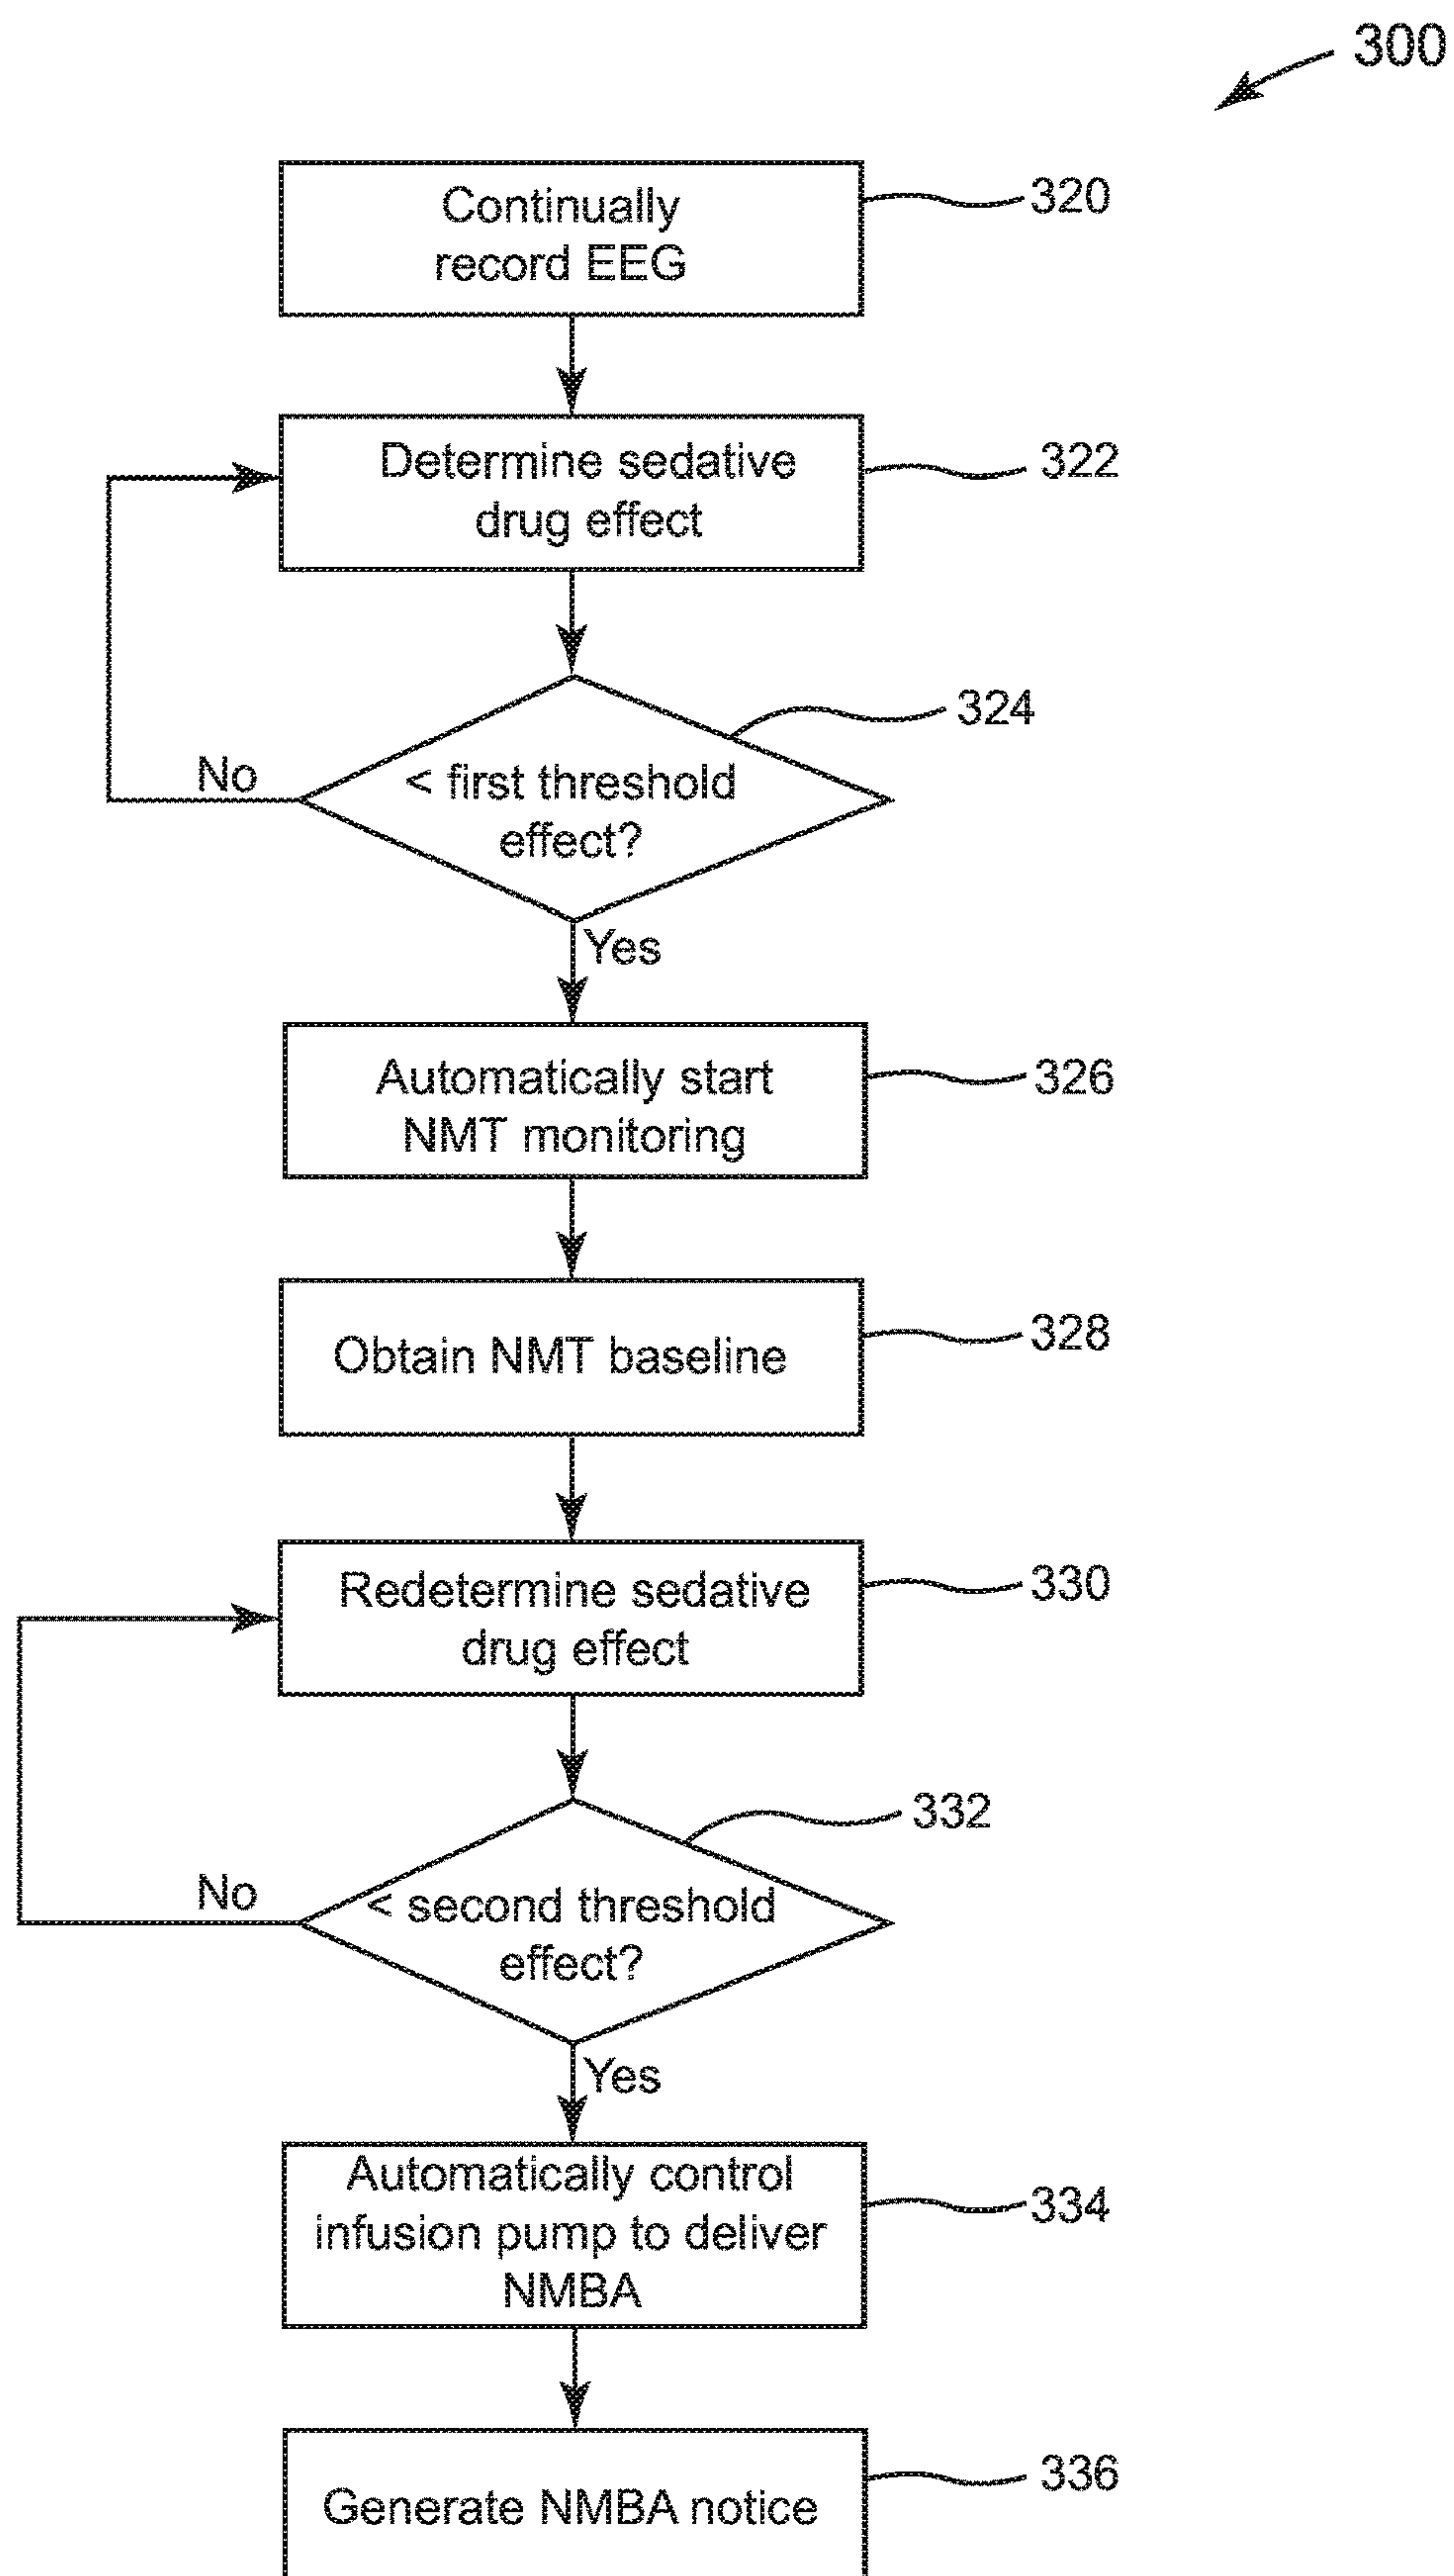 300
Continually
record EEG
320
Determine sedative
drug effect
322
324
No
< first threshold
effect?
Yes
Automatically start
NMT monitoring
326
Obtain NMT baseline
328
Redetermine sedative
drug effect
330
332
No
< second threshold
effect?
Yes
Automatically control
infusion pump to deliver
NMBA
334
Generate NMBA notice
336